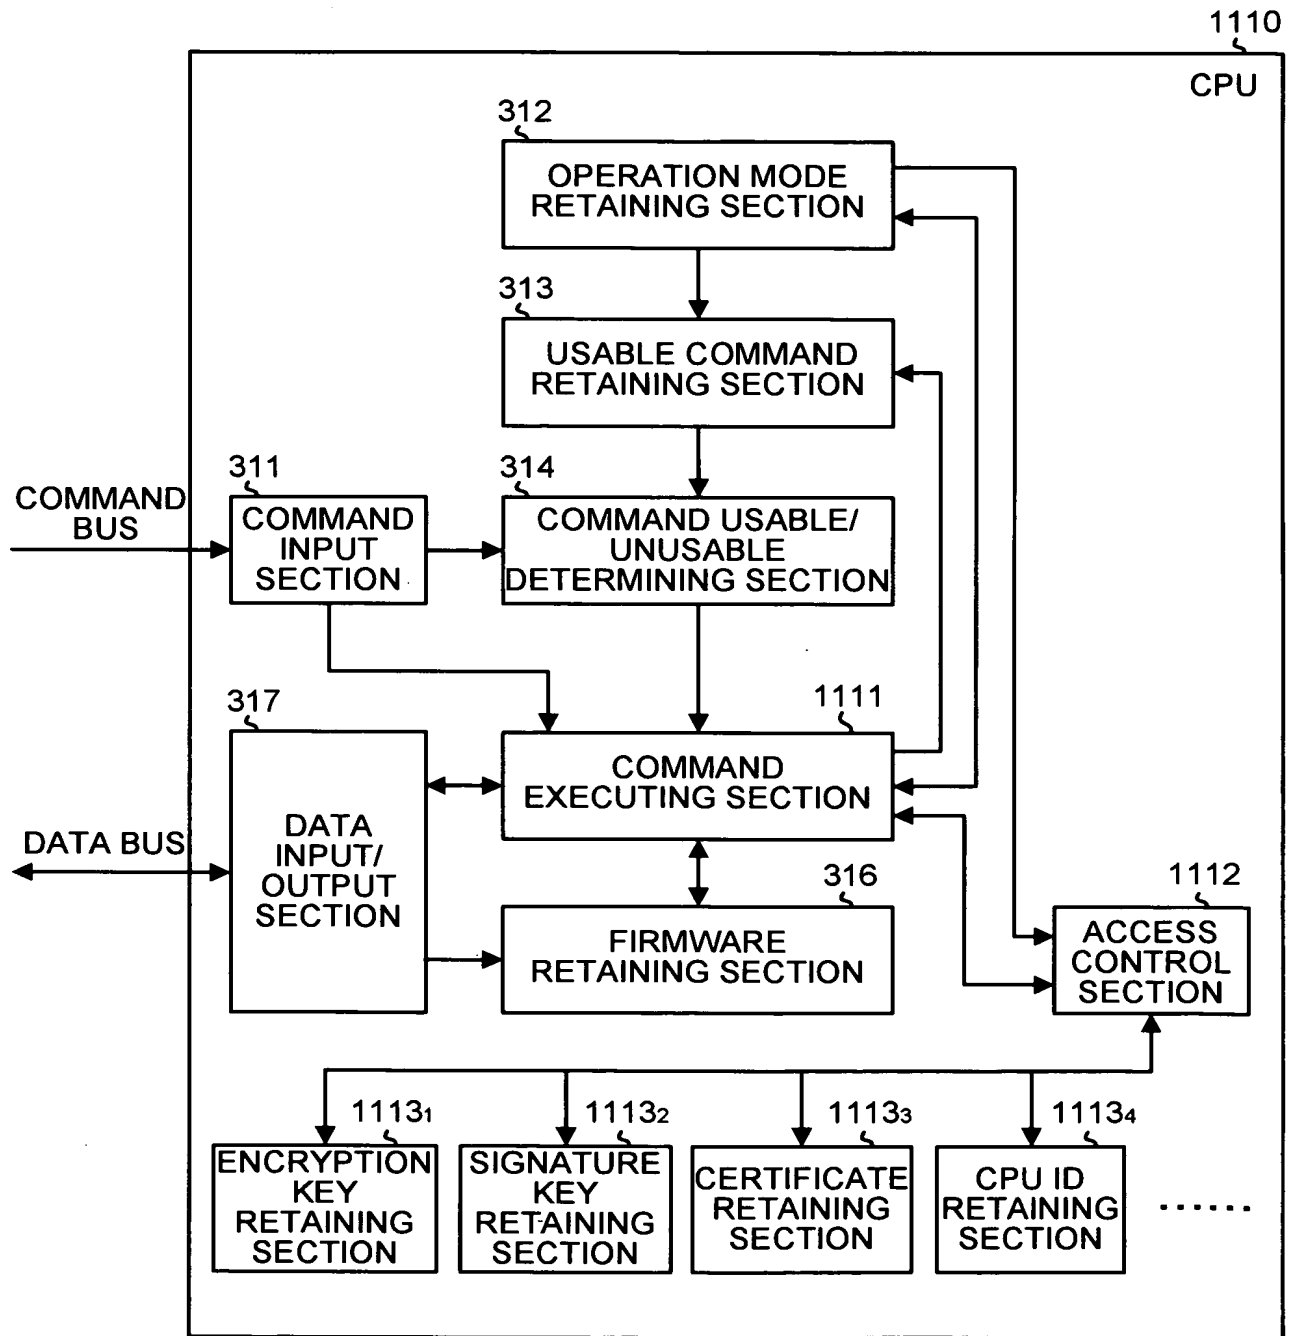 1110
CPU
312
OPERATION MODE
RETAINING SECTION
313
USABLE COMMAND
RETAINING SECTION
311
COMMAND
BUS
COMMAND
INPUT
SECTION
314
COMMAND USABLE/
UNUSABLE
DETERMINING SECTION
317
DATA BUS
DATA
INPUT/
OUTPUT
SECTION
1111
COMMAND
EXECUTING SECTION
316
FIRMWARE
RETAINING SECTION
1112
ACCESS
CONTROL
SECTION
1113₁
ENCRYPTION
KEY
RETAINING
SECTION
1113₂
SIGNATURE
KEY
RETAINING
SECTION
1113₃
CERTIFICATE
RETAINING
SECTION
1113₄
CPU ID
RETAINING
SECTION
......